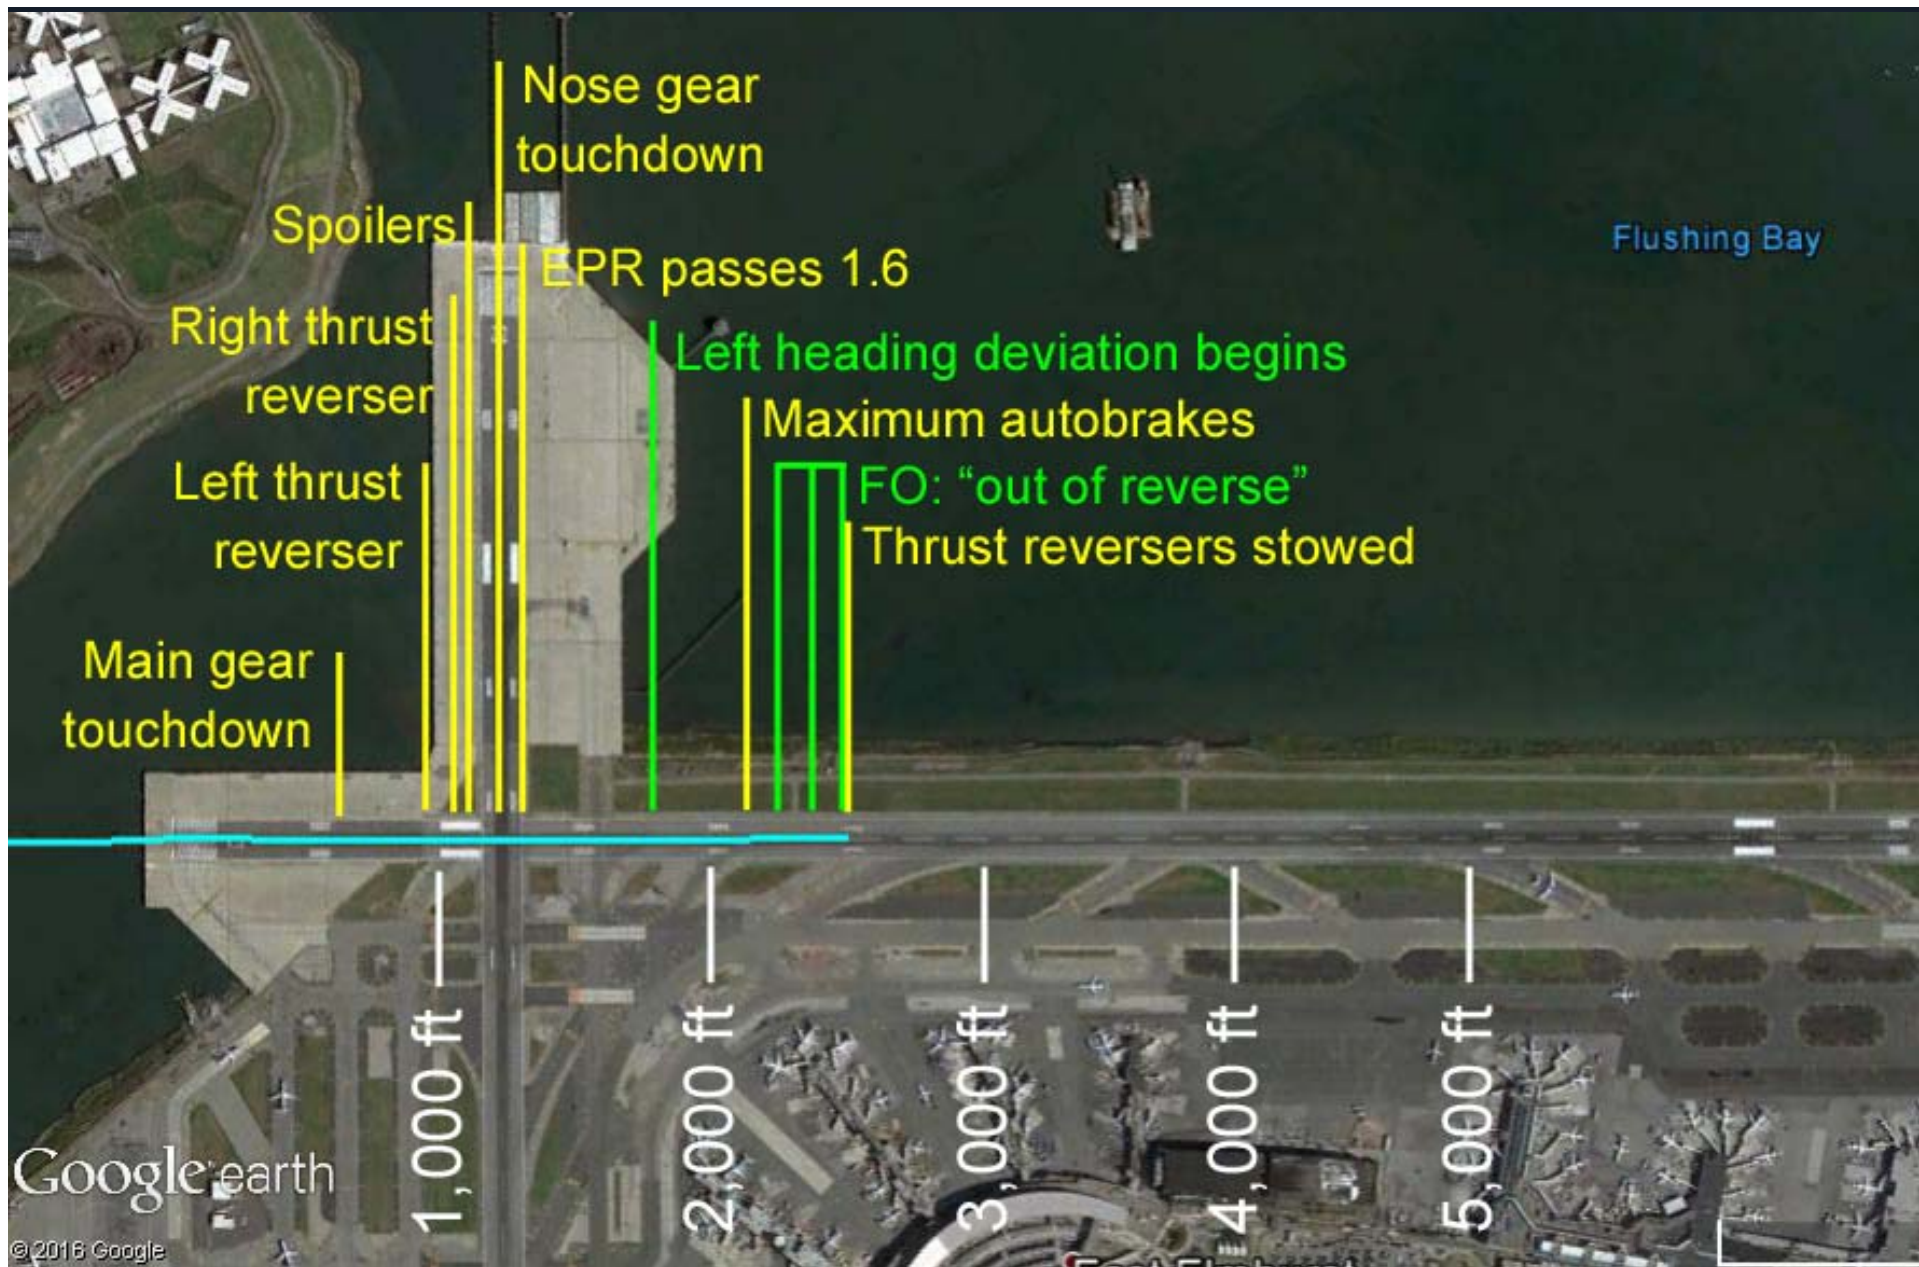 Nose gear
touchdown
Spoilers
EPR passes 1.6
Flushing Bay
Right thrust
reverser
Left heading deviation begins
Maximum autobrakes
Left thrust
reverser
FO: “out of reverse”
Thrust reversers stowed
Main gear
touchdown
1,000 ft
2,000 ft
3,000 ft
4,000 ft
5,000 ft
Google earth
© 2016 Google
East Elmhurst